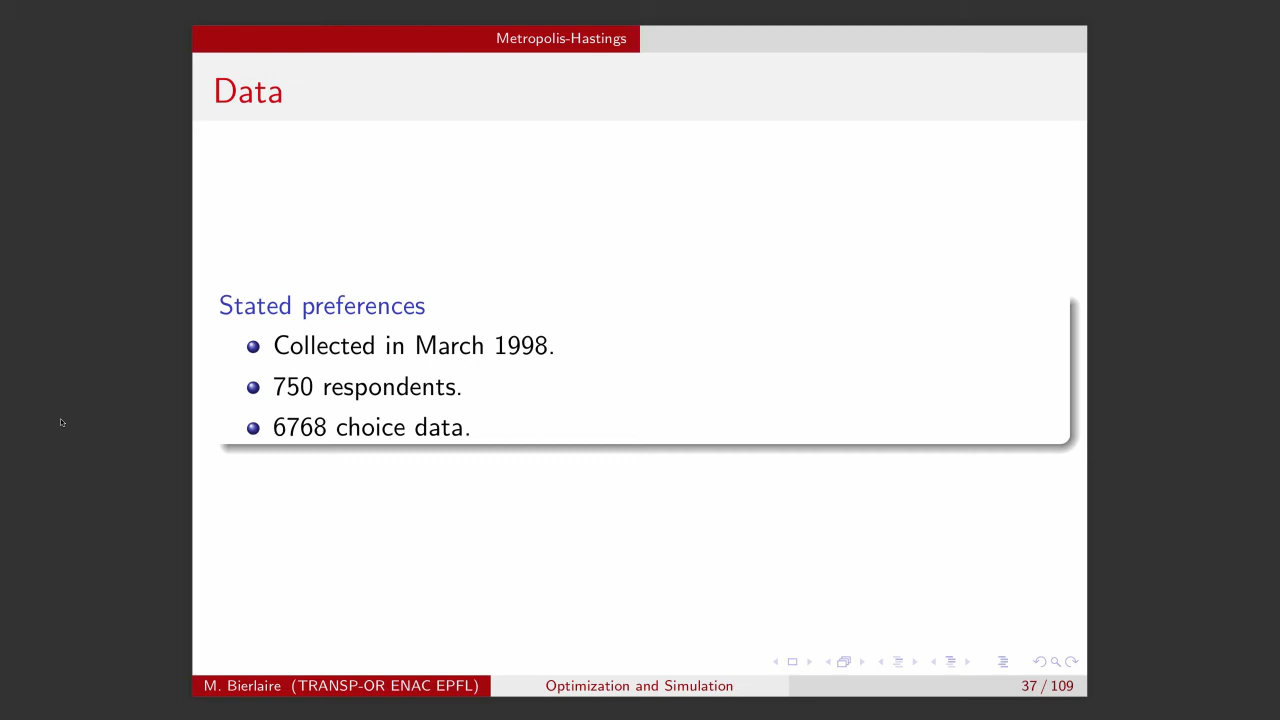 Metropolis-Hastings
Data
Stated preferences
Collected in March 1998.
750 respondents.
6768 choice data.
M. Bierlaire (TRANSP-OR ENAC EPFL)
Optimization and Simulation
37 / 109